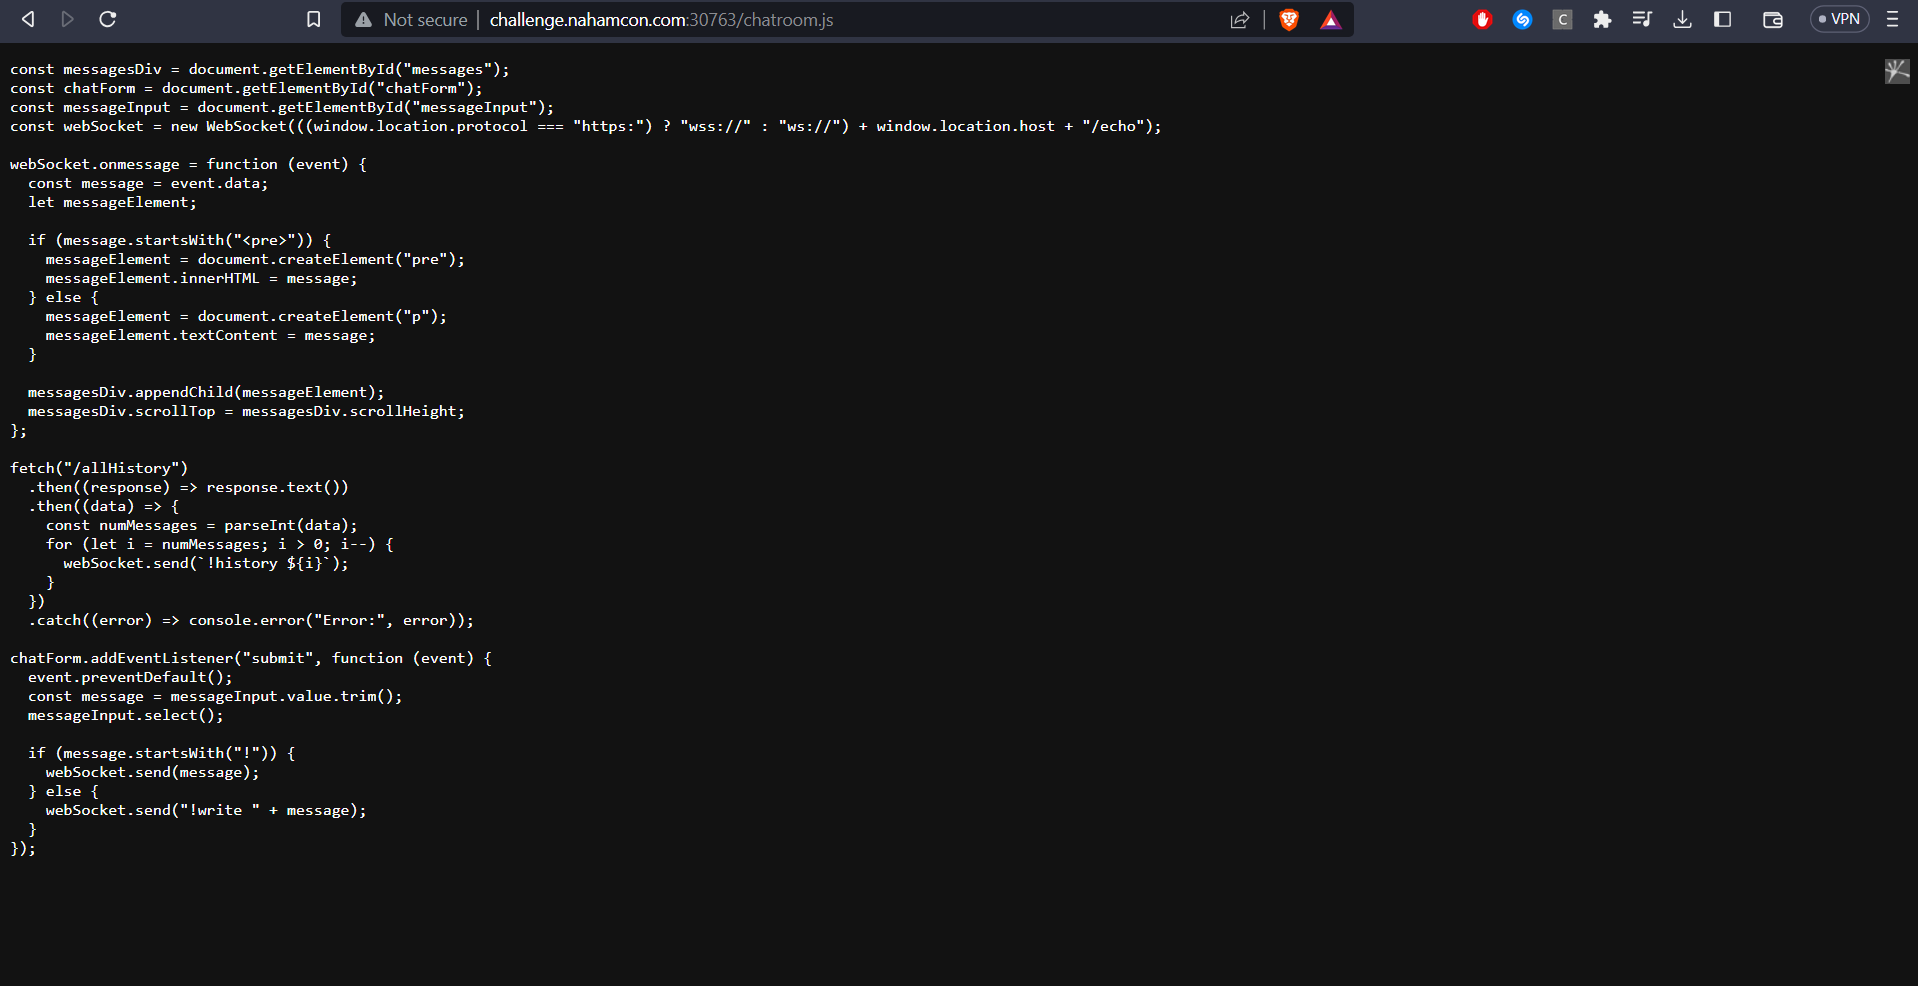 Not secure | challenge.nahamcon.com:30763/chatroom.js
C
VPN
const messagesDiv = document.getElementById("messages");
const chatForm = document.getElementById("chatForm");
const messageInput = document.getElementById("messageInput");
const webSocket = new WebSocket(((window.location.protocol === "https:") ? "wss://" : "ws://") + window.location.host + "/echo");

webSocket.onmessage = function (event) {
  const message = event.data;
  let messageElement;

  if (message.startsWith("<pre>")) {
    messageElement = document.createElement("pre");
    messageElement.innerHTML = message;
  } else {
    messageElement = document.createElement("p");
    messageElement.textContent = message;
  }

  messagesDiv.appendChild(messageElement);
  messagesDiv.scrollTop = messagesDiv.scrollHeight;
};

fetch("/allHistory")
  .then((response) => response.text())
  .then((data) => {
    const numMessages = parseInt(data);
    for (let i = numMessages; i > 0; i--) {
      webSocket.send(`!history ${i}`);
    }
  })
  .catch((error) => console.error("Error:", error));

chatForm.addEventListener("submit", function (event) {
  event.preventDefault();
  const message = messageInput.value.trim();
  messageInput.select();

  if (message.startsWith("!")) {
    webSocket.send(message);
  } else {
    webSocket.send("!write " + message);
  }
});